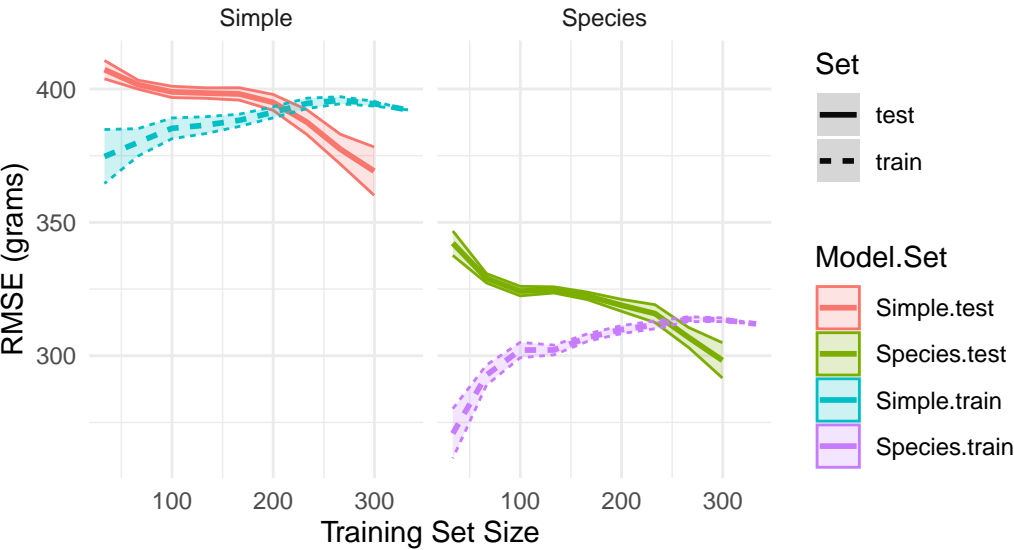 Simple Species
400
350
300
RMSE (grams)
100 200 300 100 200 300
Training Set Size
Set
test
train
Model.Set
Simple.test
Species.test
Simple.train
Species.train